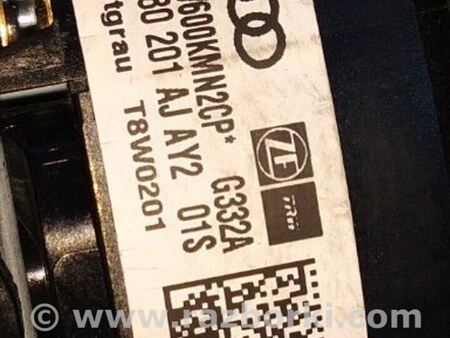 600KMN2CP* G332A
80 201 AJ AY2 01S
tgrau T8W0201
ZF
TRW
© www.razborki.com